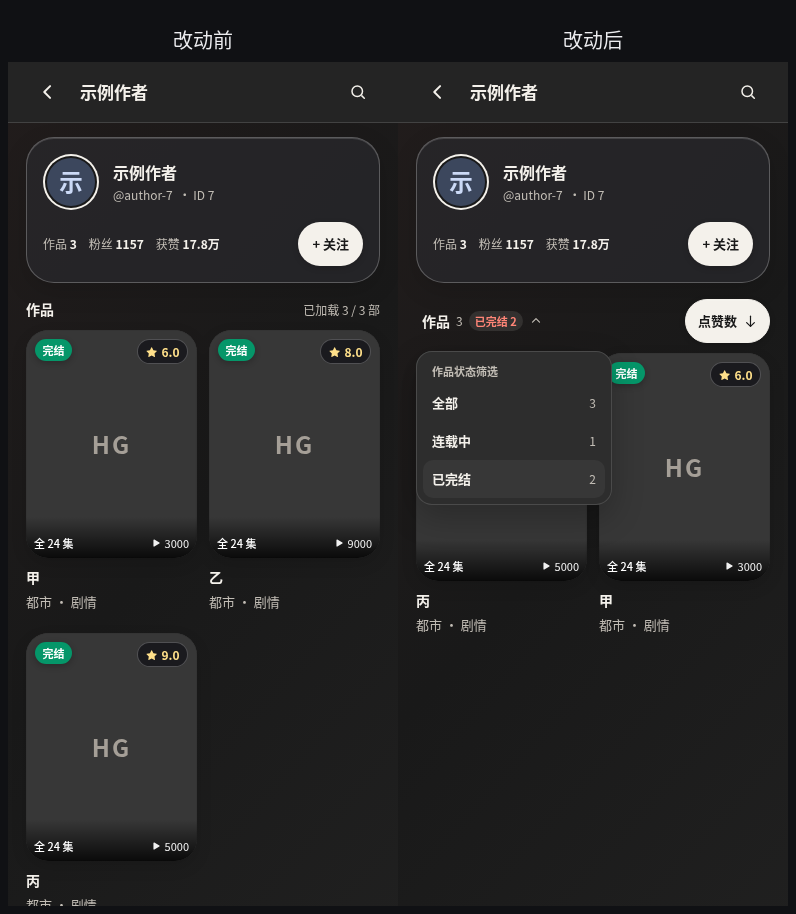 改动前
示例作者
示
示例作者
@author-7 • ID 7
作品 3 粉丝 1157 获赞 17.8万
+ 关注
作品
已加载 3 / 3 部
完结
6.0
HG
全 24 集
3000
甲
都市 • 剧情
完结
8.0
HG
全 24 集
9000
乙
都市 • 剧情
完结
9.0
HG
全 24 集
5000
丙
都市 • 剧情
改动后
示例作者
示
示例作者
@author-7 • ID 7
作品 3 粉丝 1157 获赞 17.8万
+ 关注
作品 3 已完结 2
点赞数 ↓
作品状态筛选
全部 3
连载中 1
已完结 2
全 24 集
5000
丙
都市 • 剧情
完结
6.0
HG
全 24 集
3000
甲
都市 • 剧情